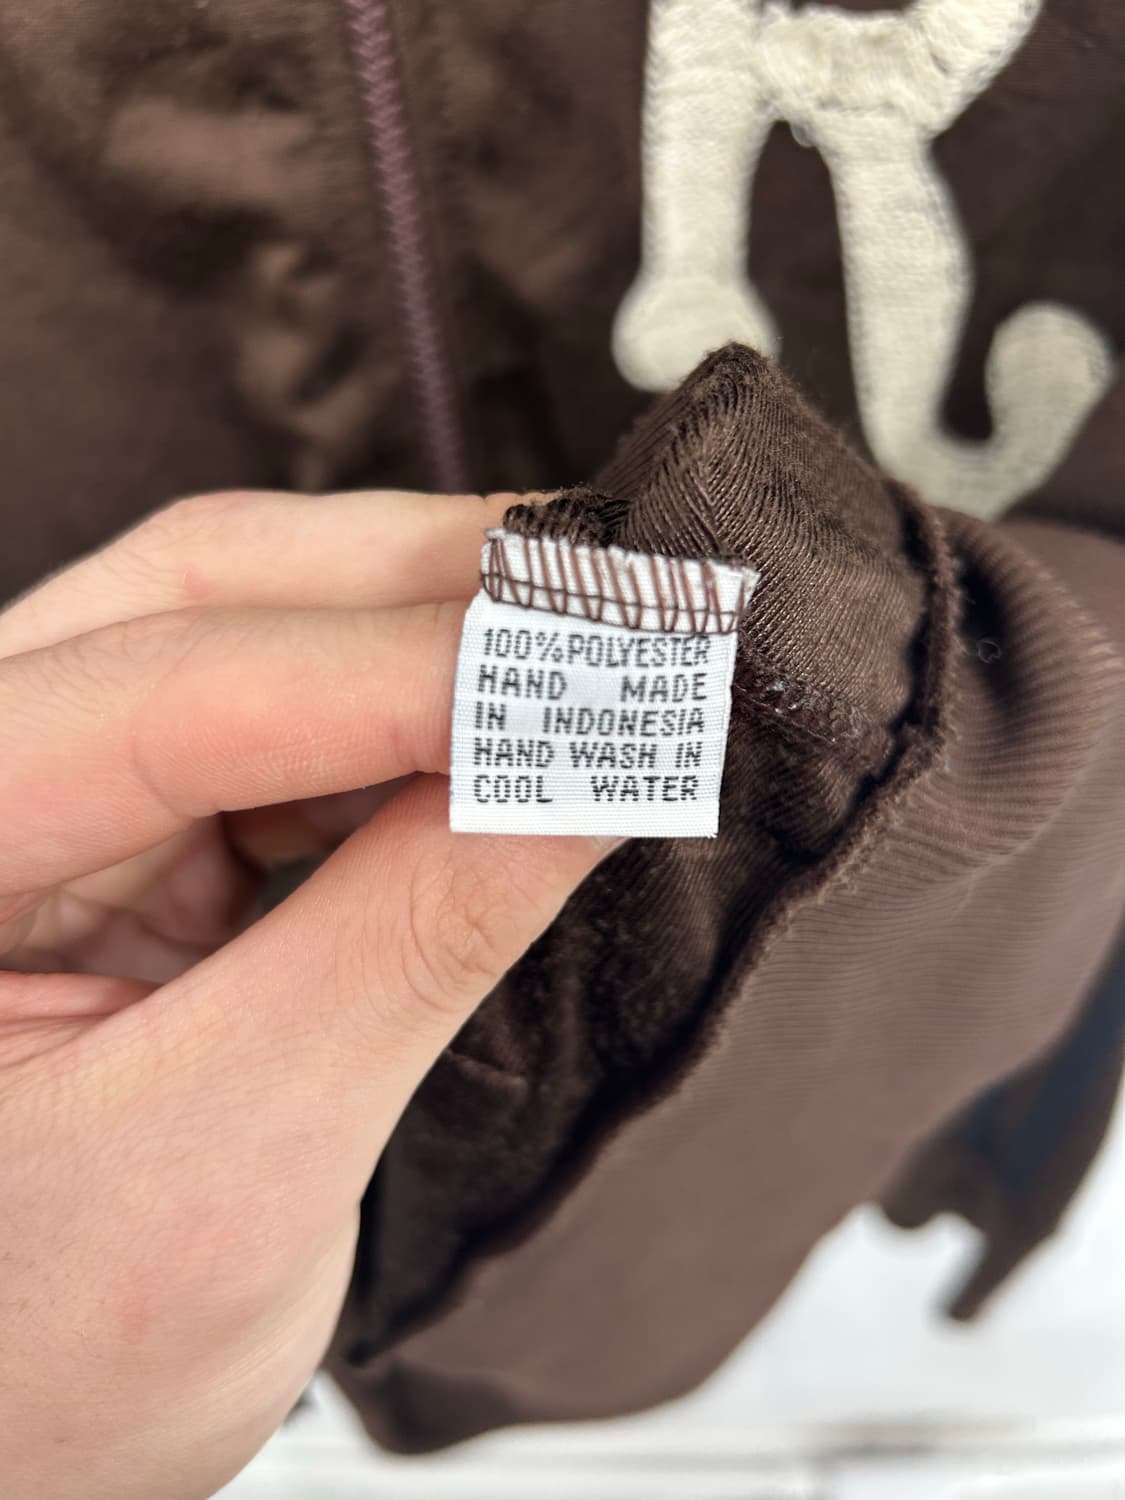 R
100% POLYESTER
HAND MADE
IN INDONESIA
HAND WASH IN
COOL WATER